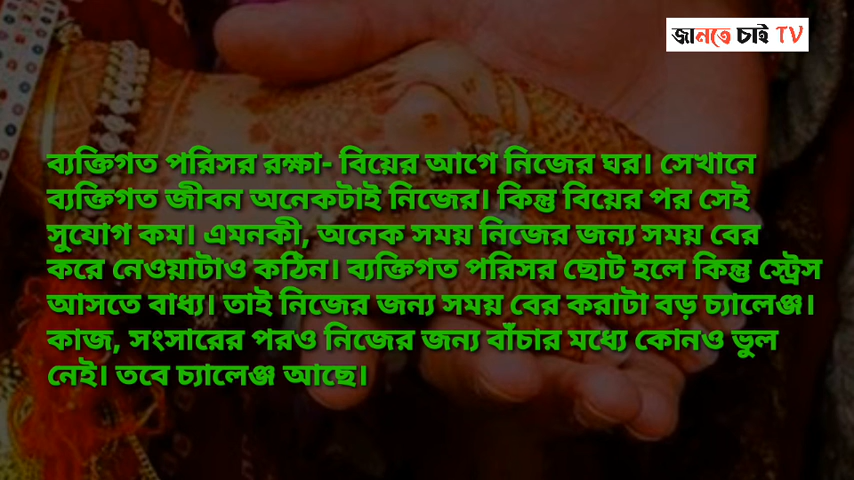 জানতে চাই TV
ব্যক্তিগত পরিসর রক্ষা- বিয়ের আগে নিজের ঘর। সেখানে
ব্যক্তিগত জীবন অনেকটাই নিজের। কিন্তু বিয়ের পর সেই
সুযোগ কম। এমনকী, অনেক সময় নিজের জন্য সময় বের
করে নেওয়াটাও কঠিন। ব্যক্তিগত পরিসর ছোট হলে কিন্তু স্ট্রেস
আসতে বাধ্য। তাই নিজের জন্য সময় বের করাটা বড় চ্যালেঞ্জ।
কাজ, সংসারের পরও নিজের জন্য বাঁচার মধ্যে কোনও ভুল
নেই। তবে চ্যালেঞ্জ আছে।